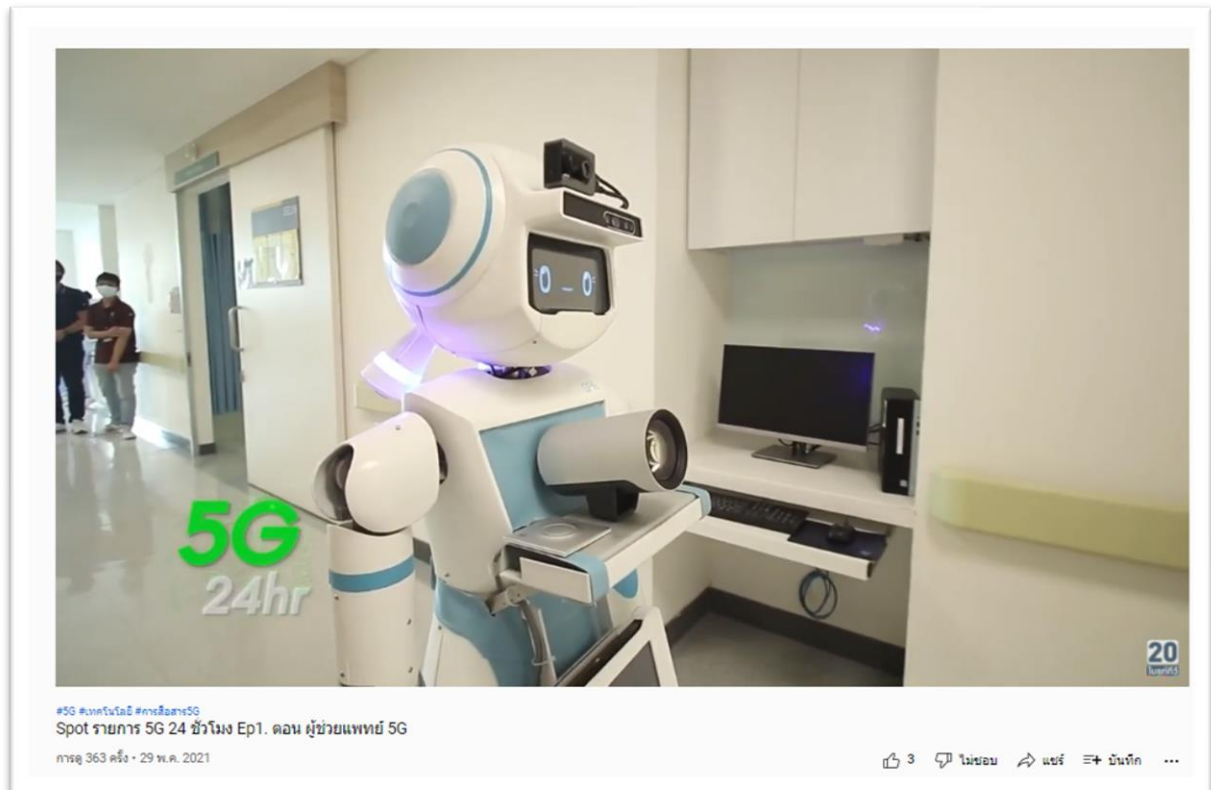 5G
24hr
20
#5G #เทคโนโลยี #การสื่อสาร5G
Spot รายการ 5G 24 ชั่วโมง Ep1. ตอน ผู้ช่วยแพทย์ 5G
การดู 363 ครั้ง • 29 พ.ค. 2021
3 ไม่ชอบ แชร์ บันทึก